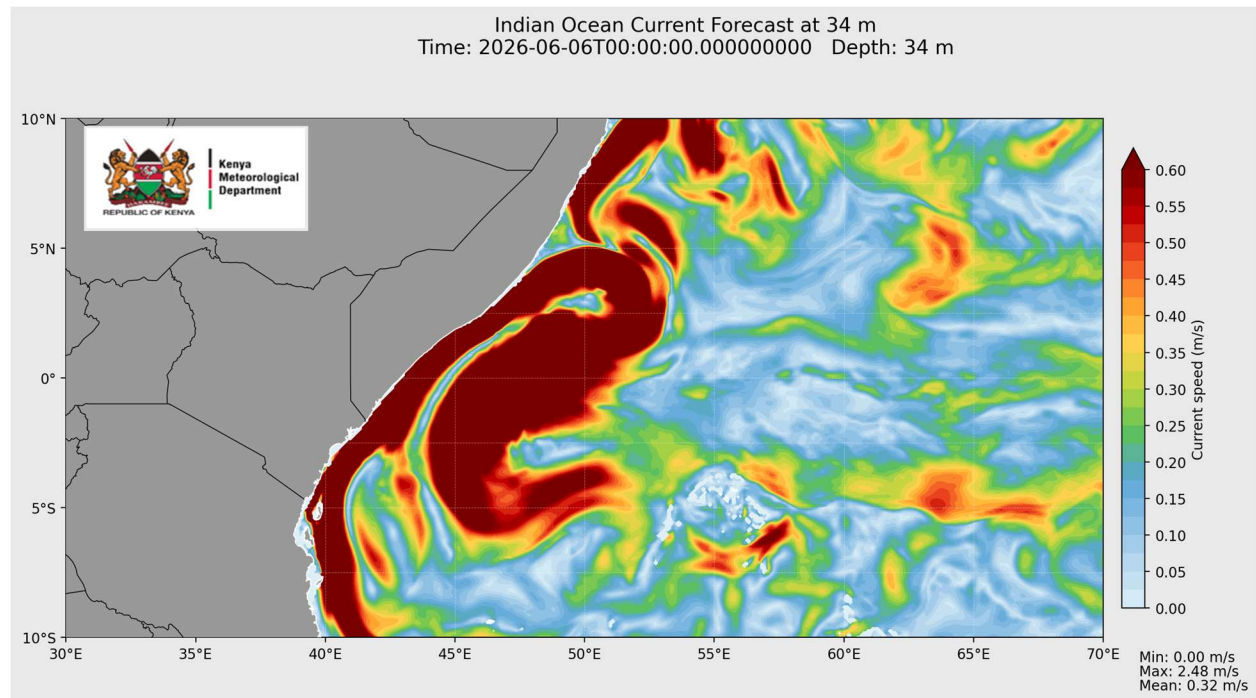 Indian Ocean Current Forecast at 34 m
Time: 2026-06-06T00:00:00.000000000   Depth: 34 m
Kenya
Meteorological
Department
REPUBLIC OF KENYA
10°N
5°N
0°
5°S
10°S
30°E
35°E
40°E
45°E
50°E
55°E
60°E
65°E
70°E
0.60
0.55
0.50
0.45
0.40
0.35
0.30
0.25
0.20
0.15
0.10
0.05
0.00
Current speed (m/s)
Min: 0.00 m/s
Max: 2.48 m/s
Mean: 0.32 m/s